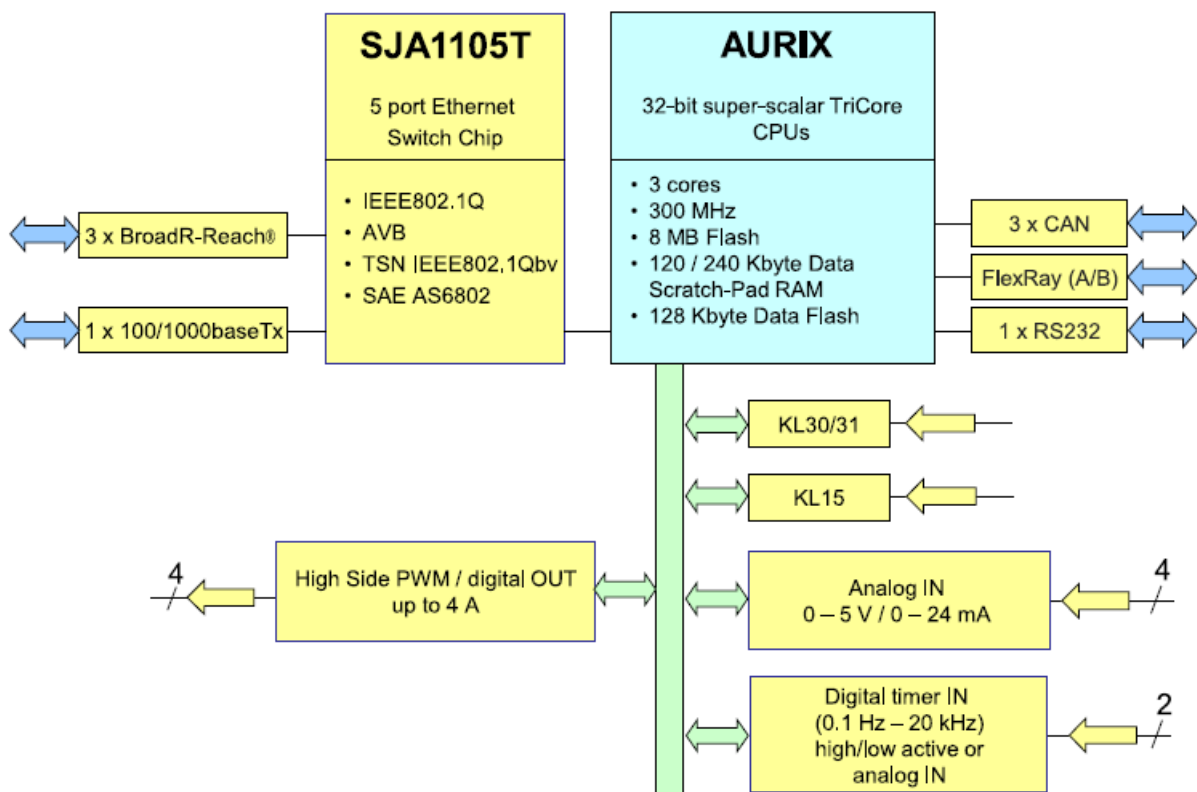 SJA1105T
5 port Ethernet
Switch Chip
• IEEE802.1Q
• AVB
• TSN IEEE802,1Qbv
• SAE AS6802
AURIX
32-bit super-scalar TriCore
CPUs
• 3 cores
• 300 MHz
• 8 MB Flash
• 120 / 240 Kbyte Data
Scratch-Pad RAM
• 128 Kbyte Data Flash
3 x BroadR-Reach®
1 x 100/1000baseTx
3 x CAN
FlexRay (A/B)
1 x RS232
KL30/31
KL15
4
High Side PWM / digital OUT
up to 4 A
Analog IN
0 – 5 V / 0 – 24 mA
4
Digital timer IN
(0.1 Hz – 20 kHz)
high/low active or
analog IN
2